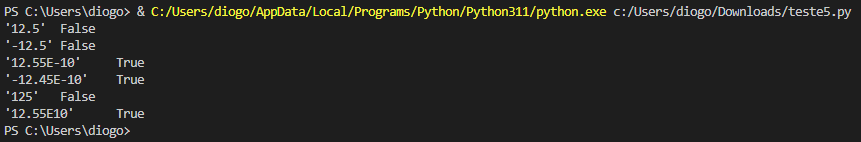 PS C:\Users\diogo> & C:/Users/diogo/AppData/Local/Programs/Python/Python311/python.exe c:/Users/diogo/Downloads/teste5.py
'12.5'  False
'-12.5' False
'12.55E-10'     True
'-12.45E-10'    True
'125'   False
'12.55E10'      True
PS C:\Users\diogo>